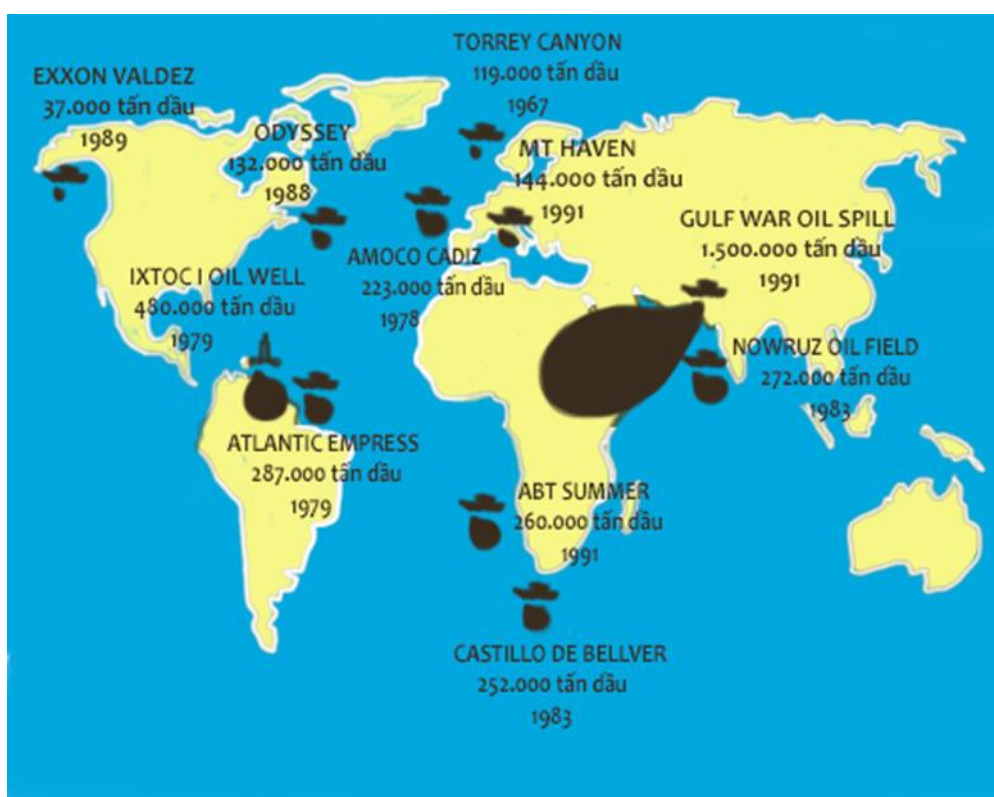 TORREY CANYON
119.000 tấn dầu
1967
EXXON VALDEZ
37.000 tấn dầu
1989
ODYSSEY
132.000 tấn dầu
1988
MT HAVEN
144.000 tấn dầu
1991
GULF WAR OIL SPILL
1.500.000 tấn dầu
1991
AMOCO CADIZ
223.000 tấn dầu
1978
IXTOC I OIL WELL
480.000 tấn dầu
1979
NOWRUZ OIL FIELD
272.000 tấn dầu
1983
ATLANTIC EMPRESS
287.000 tấn dầu
1979
ABT SUMMER
260.000 tấn dầu
1991
CASTILLO DE BELLVER
252.000 tấn dầu
1983